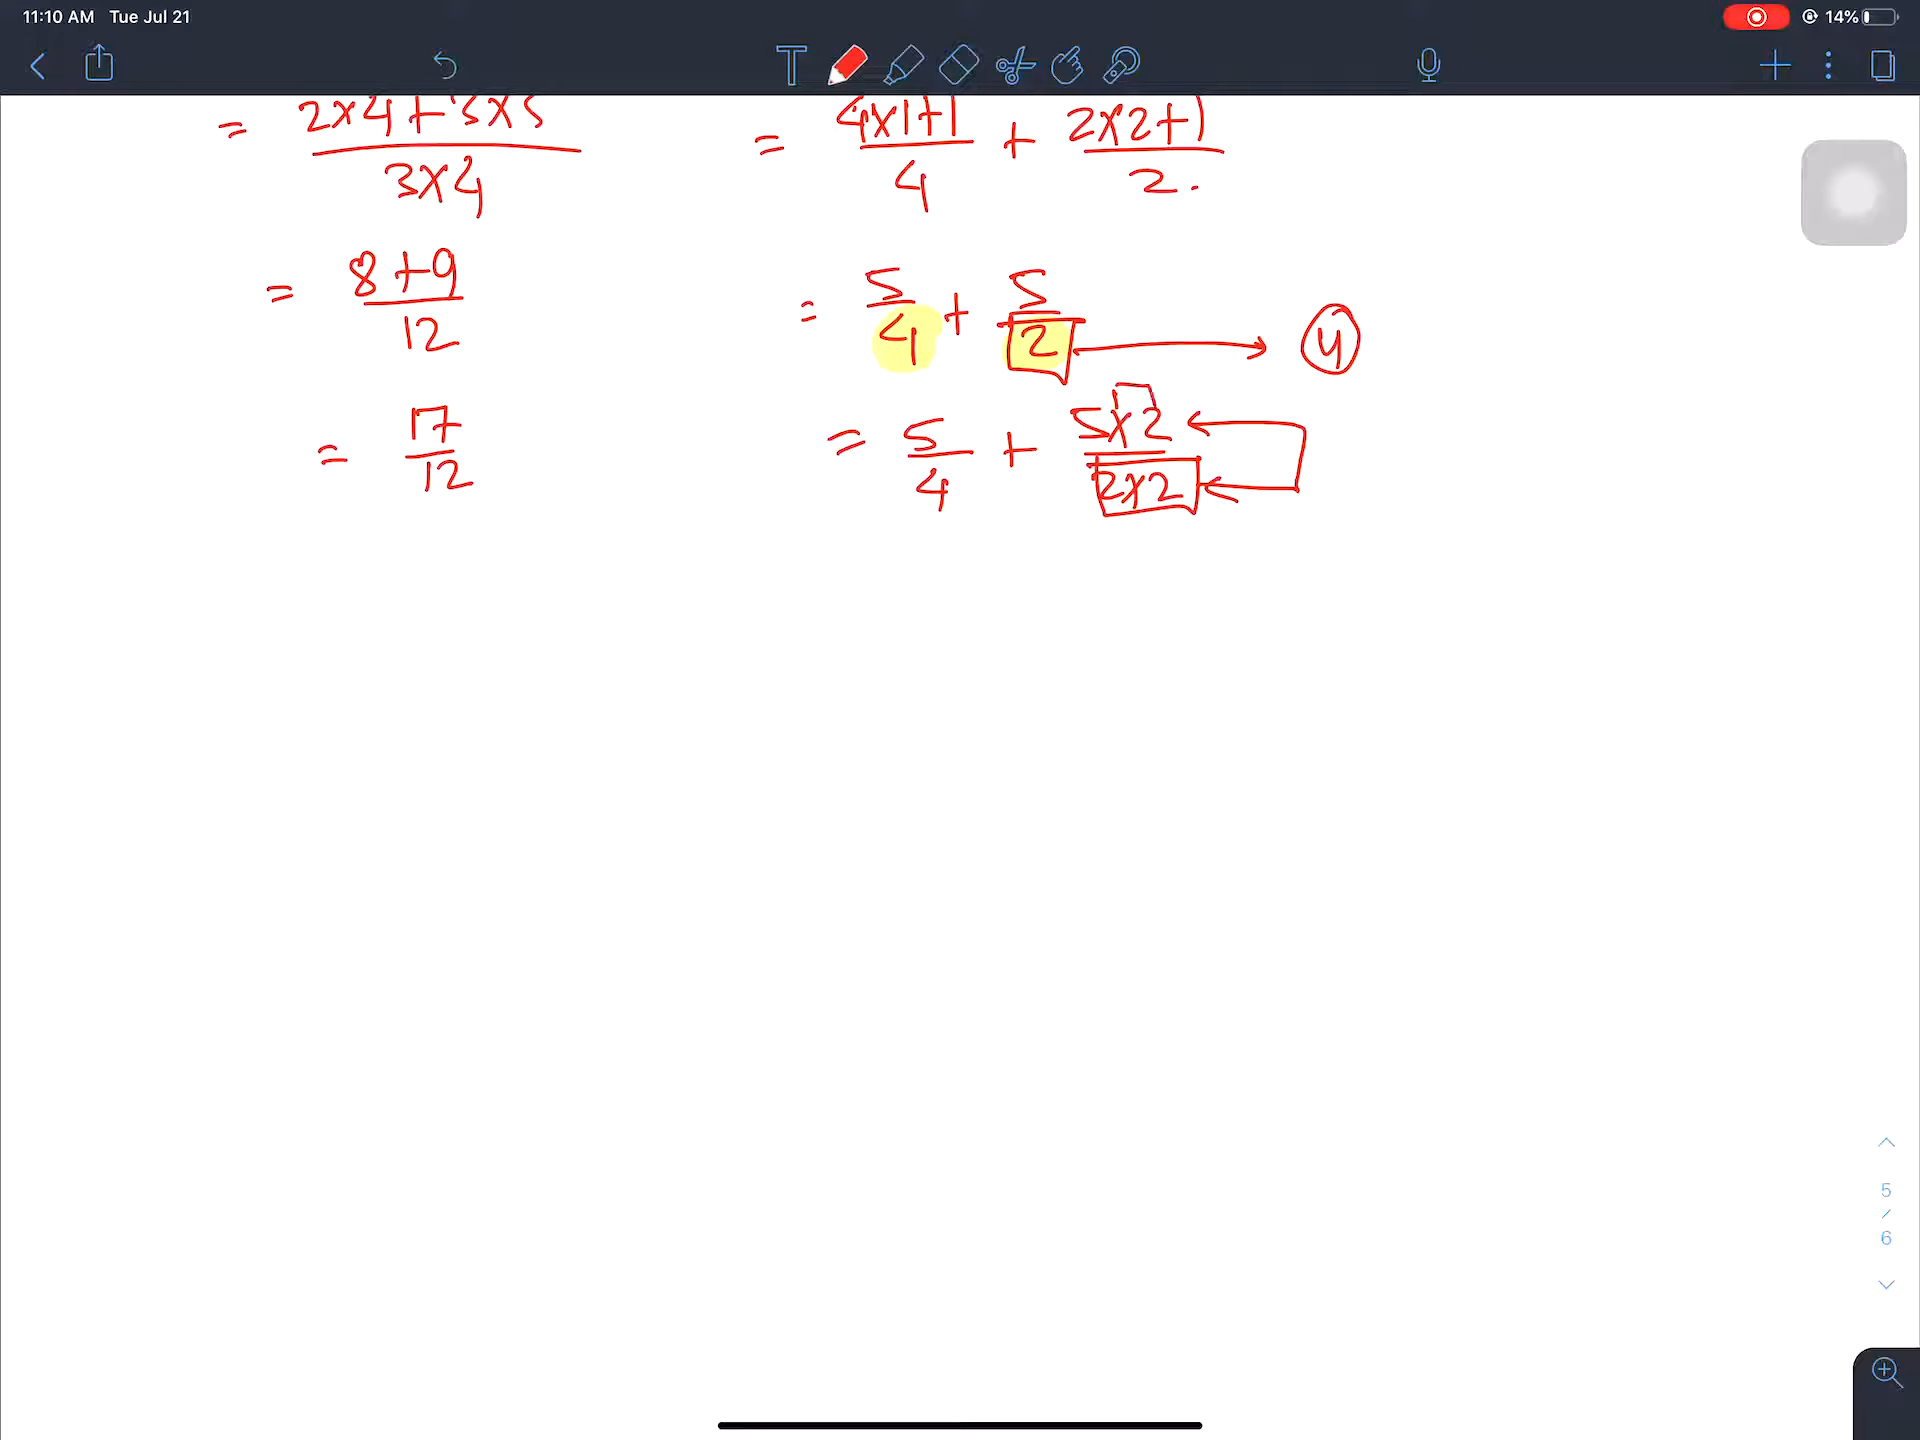 11:10 AM Tue Jul 21
14%
= 2×4+3×3 / 3×4
= 8+9 / 12
= 17 / 12
= 4×1+1 / 4 + 2×2+1 / 2.
= 5/4 + 5/2 → 4
= 5/4 + 5×2 / 2×2
5
/
6